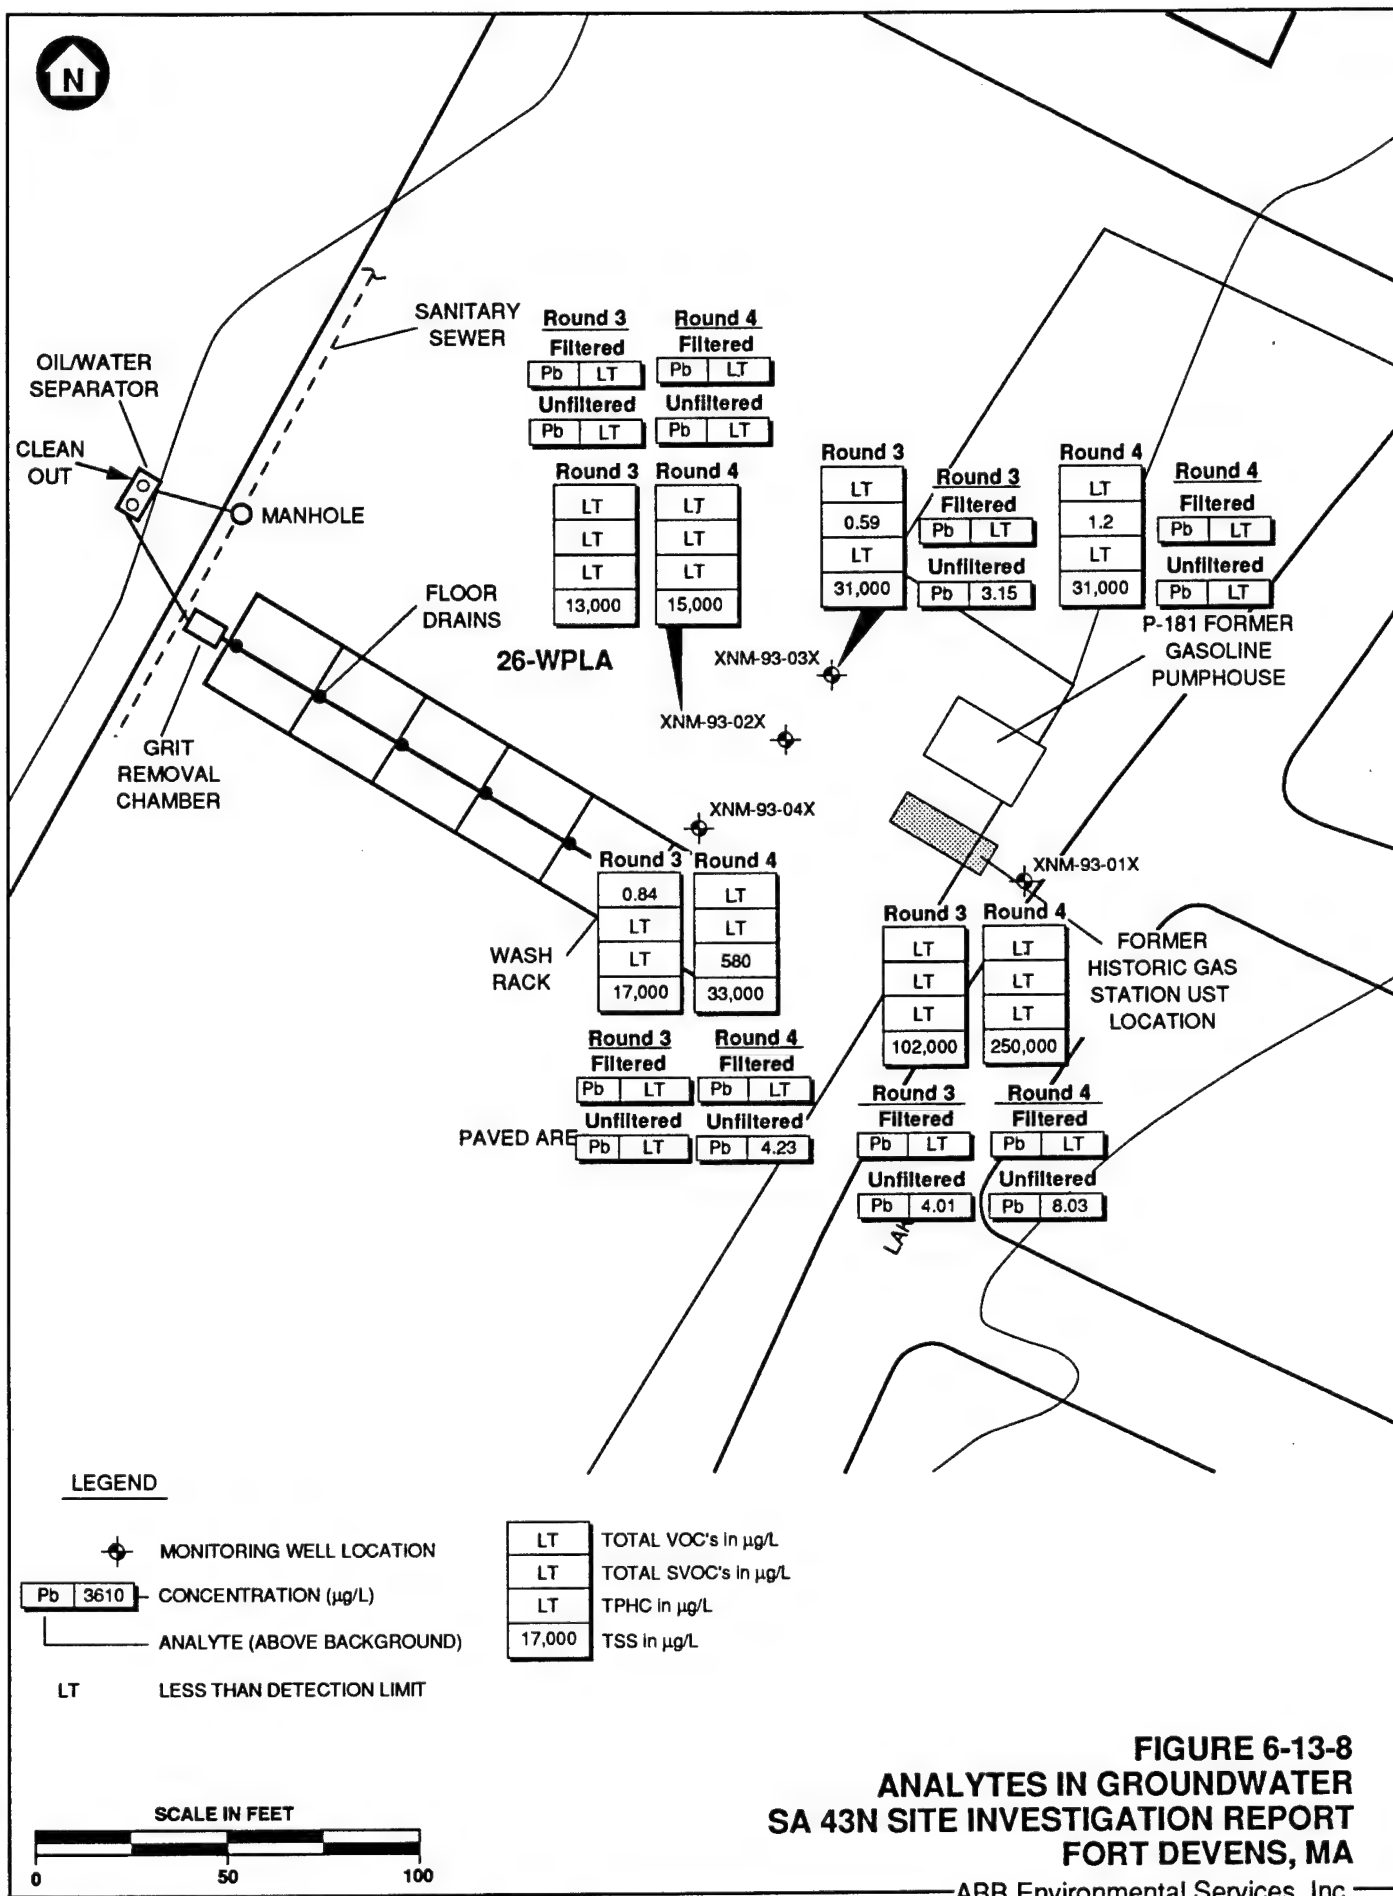 N
SANITARY
SEWER
OIL/WATER
SEPARATOR
CLEAN
OUT
MANHOLE
FLOOR
DRAINS
GRIT
REMOVAL
CHAMBER
26-WPLA
Round 3 Round 4
Filtered Filtered
Pb LT Pb LT
Unfiltered Unfiltered
Pb LT Pb LT
Round 3 Round 4
LT LT
LT LT
LT LT
13,000 15,000
XNM-93-02X
Round 3
LT
0.59
LT
31,000
Round 3
Filtered
Pb LT
Unfiltered
Pb 3.15
Round 4
LT
1.2
LT
31,000
Round 4
Filtered
Pb LT
Unfiltered
Pb LT
XNM-93-03X
P-181 FORMER
GASOLINE
PUMPHOUSE
XNM-93-04X
XNM-93-01X
WASH
RACK
Round 3 Round 4
0.84 LT
LT LT
LT 580
17,000 33,000
Round 3 Round 4
Filtered Filtered
Pb LT Pb LT
Unfiltered Unfiltered
Pb LT Pb 4.23
PAVED ARE
Round 3 Round 4
LT LT
LT LT
LT LT
102,000 250,000
FORMER
HISTORIC GAS
STATION UST
LOCATION
Round 3 Round 4
Filtered Filtered
Pb LT Pb LT
Unfiltered Unfiltered
Pb 4.01 Pb 8.03
LEGEND
MONITORING WELL LOCATION
Pb 3610 CONCENTRATION (µg/L)
ANALYTE (ABOVE BACKGROUND)
LT LESS THAN DETECTION LIMIT
LT TOTAL VOC's in µg/L
LT TOTAL SVOC's in µg/L
LT TPHC in µg/L
17,000 TSS in µg/L
SCALE IN FEET
0 50 100
FIGURE 6-13-8
ANALYTES IN GROUNDWATER
SA 43N SITE INVESTIGATION REPORT
FORT DEVENS, MA
ABB Environmental Services, Inc.